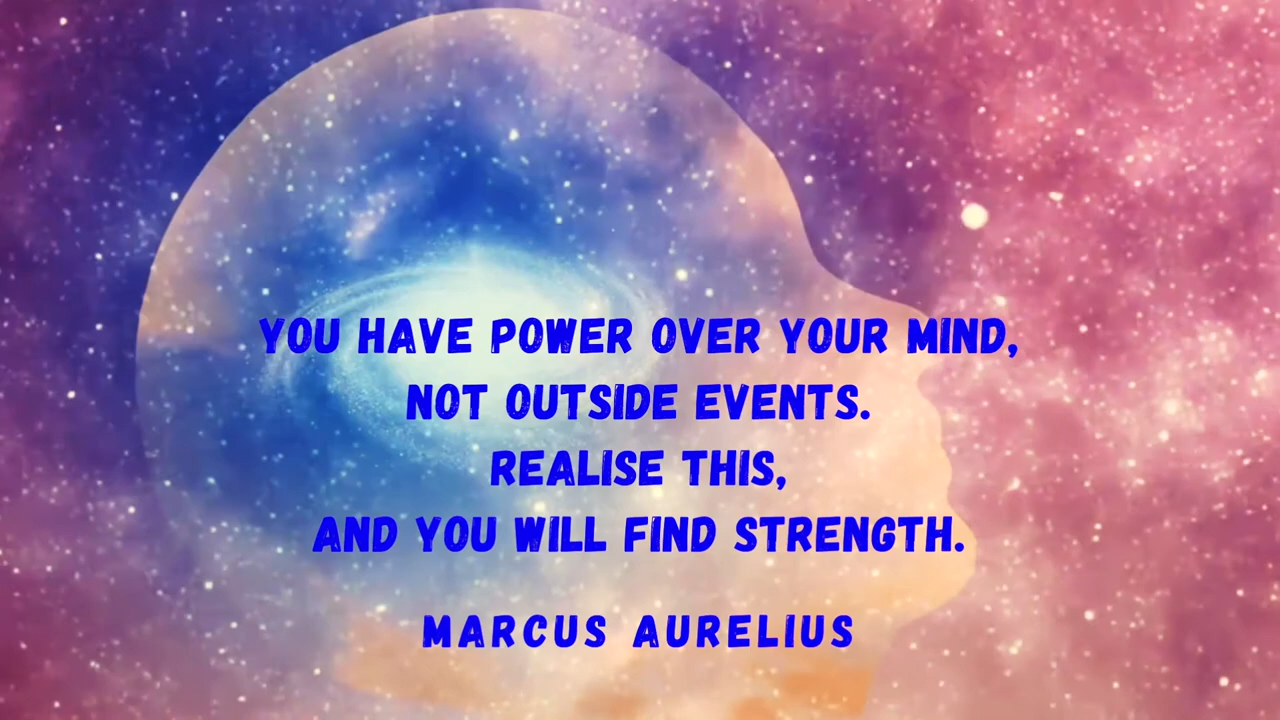 YOU HAVE POWER OVER YOUR MIND,
NOT OUTSIDE EVENTS.
REALISE THIS,
AND YOU WILL FIND STRENGTH.
MARCUS AURELIUS